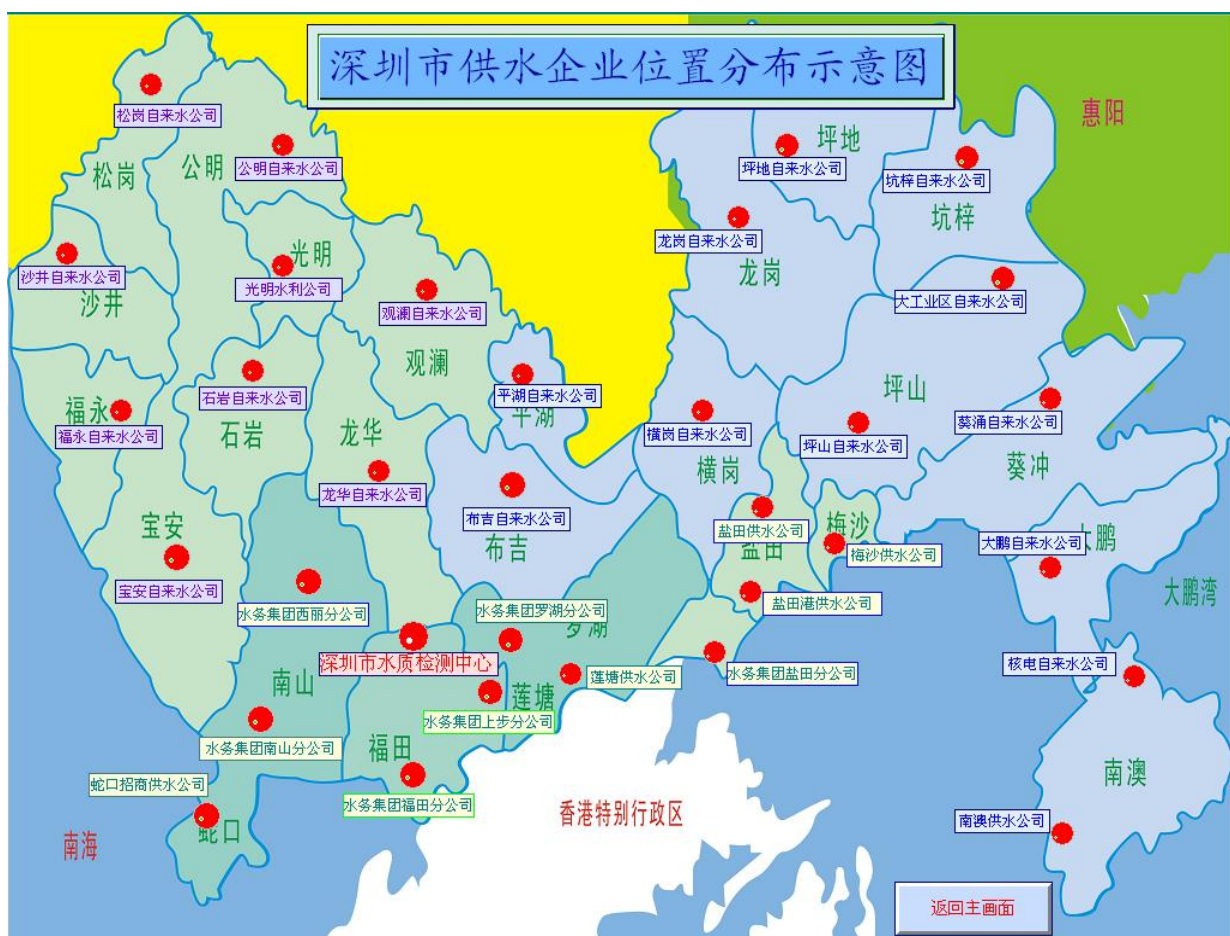 深圳市供水企业位置分布示意图
惠阳
松岗自来水公司
松岗
公明
公明自来水公司
坪地
坪地自来水公司
坑梓自来水公司
坑梓
沙井自来水公司
沙井
光明
光明水利公司
龙岗自来水公司
龙岗
大工业区自来水公司
观澜自来水公司
观澜
石岩自来水公司
石岩
平湖自来水公司
平湖
坪山
福永
福永自来水公司
龙华
龙华自来水公司
横岗自来水公司
横岗
坪山自来水公司
葵涌自来水公司
葵冲
布吉自来水公司
布吉
宝安
宝安自来水公司
盐田供水公司
盐田
梅沙
梅沙供水公司
大鹏自来水公司
大鹏
大鹏湾
水务集团西丽分公司
水务集团罗湖分公司
罗湖
盐田港供水公司
深圳市水质检测中心
莲塘供水公司
莲塘
水务集团盐田分公司
核电自来水公司
南山
水务集团南山分公司
水务集团上步分公司
福田
水务集团福田分公司
蛇口招商供水公司
蛇口
南海
香港特别行政区
南澳
南澳供水公司
返回主画面